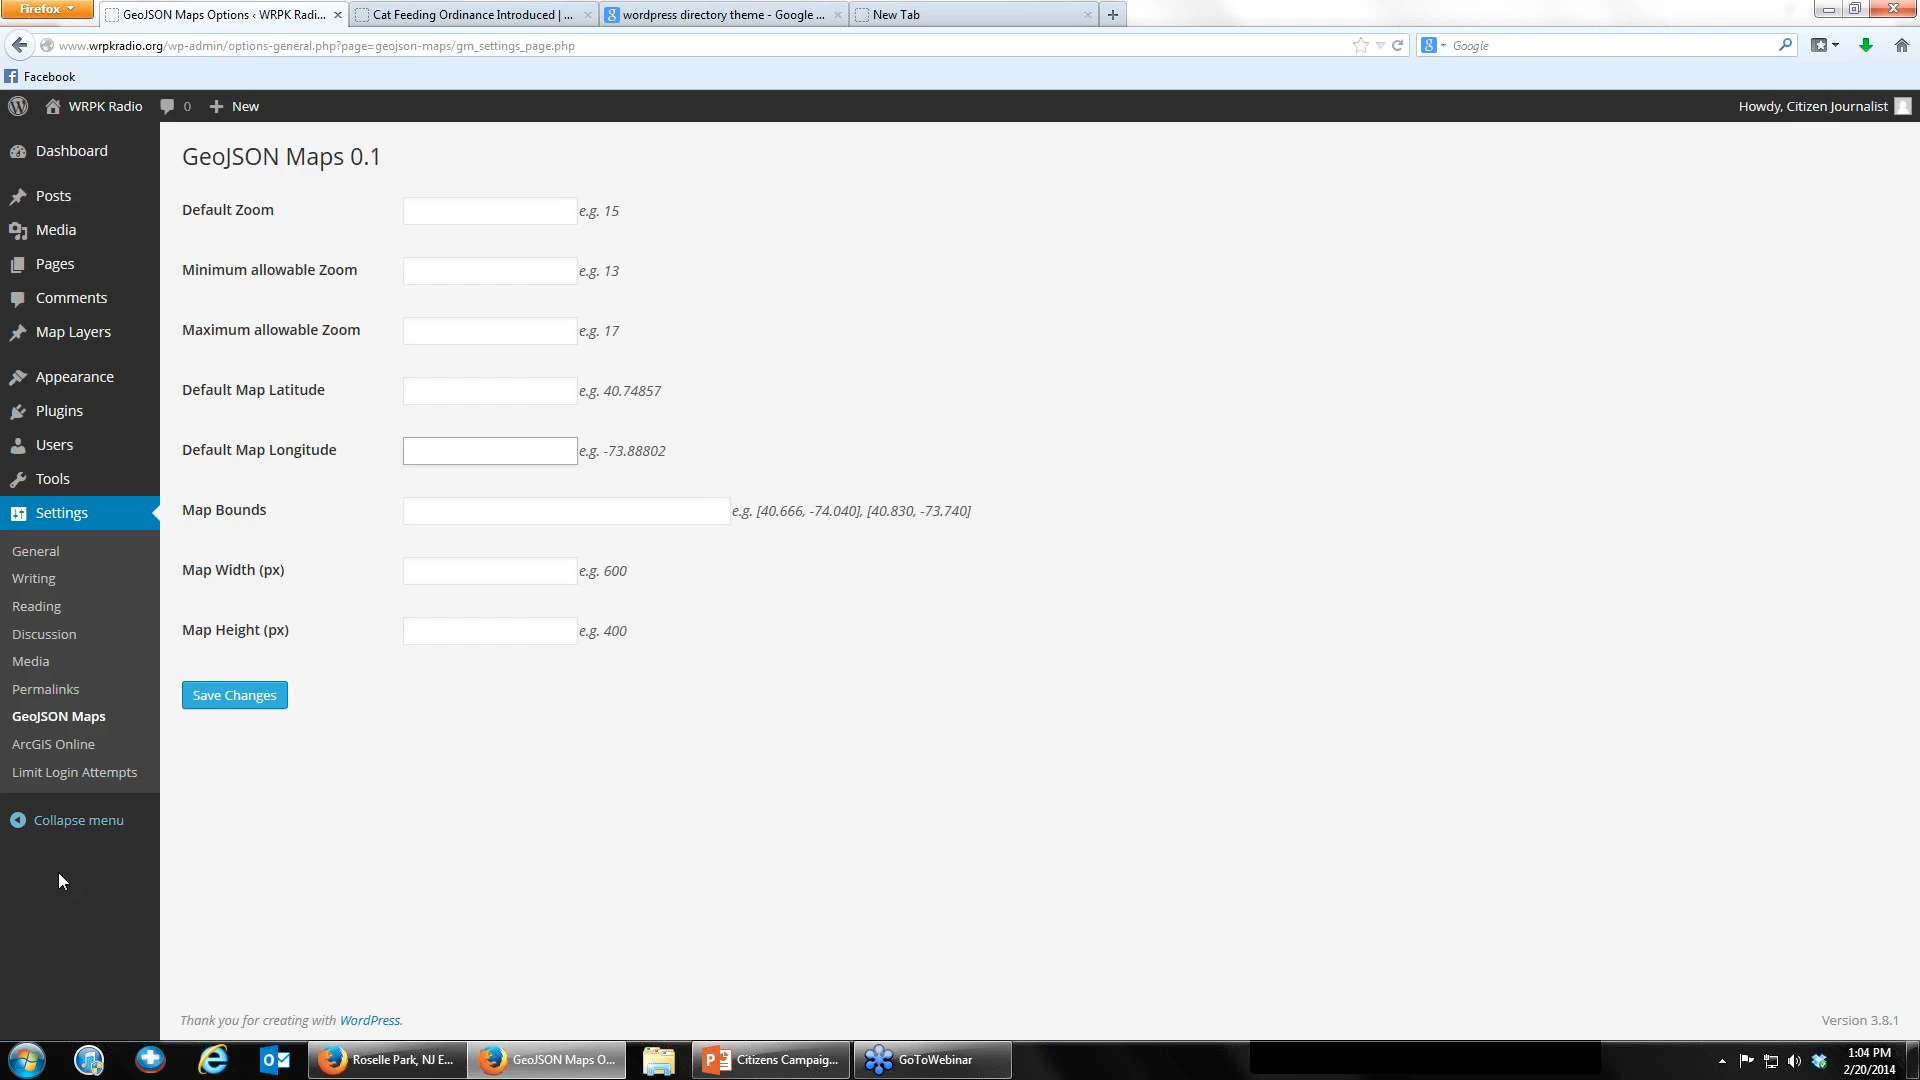 Firefox
GeoJSON Maps Options ‹ WRPK Radi...
Cat Feeding Ordinance Introduced | ...
wordpress directory theme - Google ...
New Tab
www.wrpkradio.org/wp-admin/options-general.php?page=geojson-maps/gm_settings_page.php
Google
Facebook
WRPK Radio
0
New
Howdy, Citizen Journalist
Dashboard
Posts
Media
Pages
Comments
Map Layers
Appearance
Plugins
Users
Tools
Settings
General
Writing
Reading
Discussion
Media
Permalinks
GeoJSON Maps
ArcGIS Online
Limit Login Attempts
Collapse menu
GeoJSON Maps 0.1
Default Zoom e.g. 15
Minimum allowable Zoom e.g. 13
Maximum allowable Zoom e.g. 17
Default Map Latitude e.g. 40.74857
Default Map Longitude e.g. -73.88802
Map Bounds e.g. [40.666, -74.040], [40.830, -73.740]
Map Width (px) e.g. 600
Map Height (px) e.g. 400
Save Changes
Thank you for creating with WordPress.
Version 3.8.1
Roselle Park, NJ E...
GeoJSON Maps O...
Citizens Campaig...
GoToWebinar
1:04 PM
2/20/2014